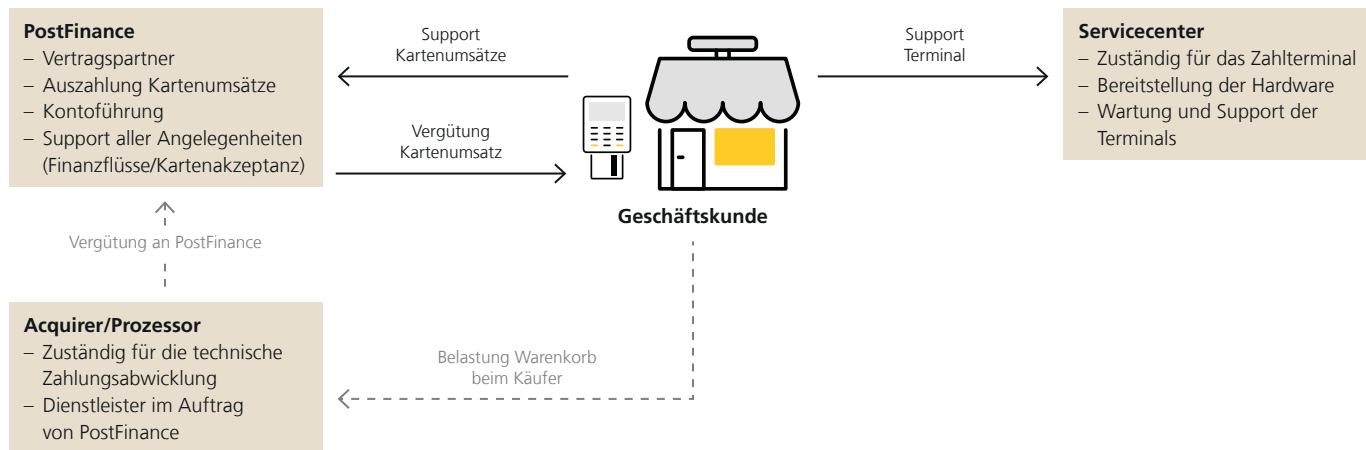 PostFinance
– Vertragspartner
– Auszahlung Kartenumsätze
– Kontoführung
– Support aller Angelegenheiten
(Finanzflüsse/Kartenakzeptanz)
Support
Kartenumsätze
Vergütung
Kartenumsatz
Geschäftskunde
Support
Terminal
Servicecenter
– Zuständig für das Zahlterminal
– Bereitstellung der Hardware
– Wartung und Support der
Terminals
Vergütung an PostFinance
Acquirer/Prozessor
– Zuständig für die technische
Zahlungsabwicklung
– Dienstleister im Auftrag
von PostFinance
Belastung Warenkorb
beim Käufer